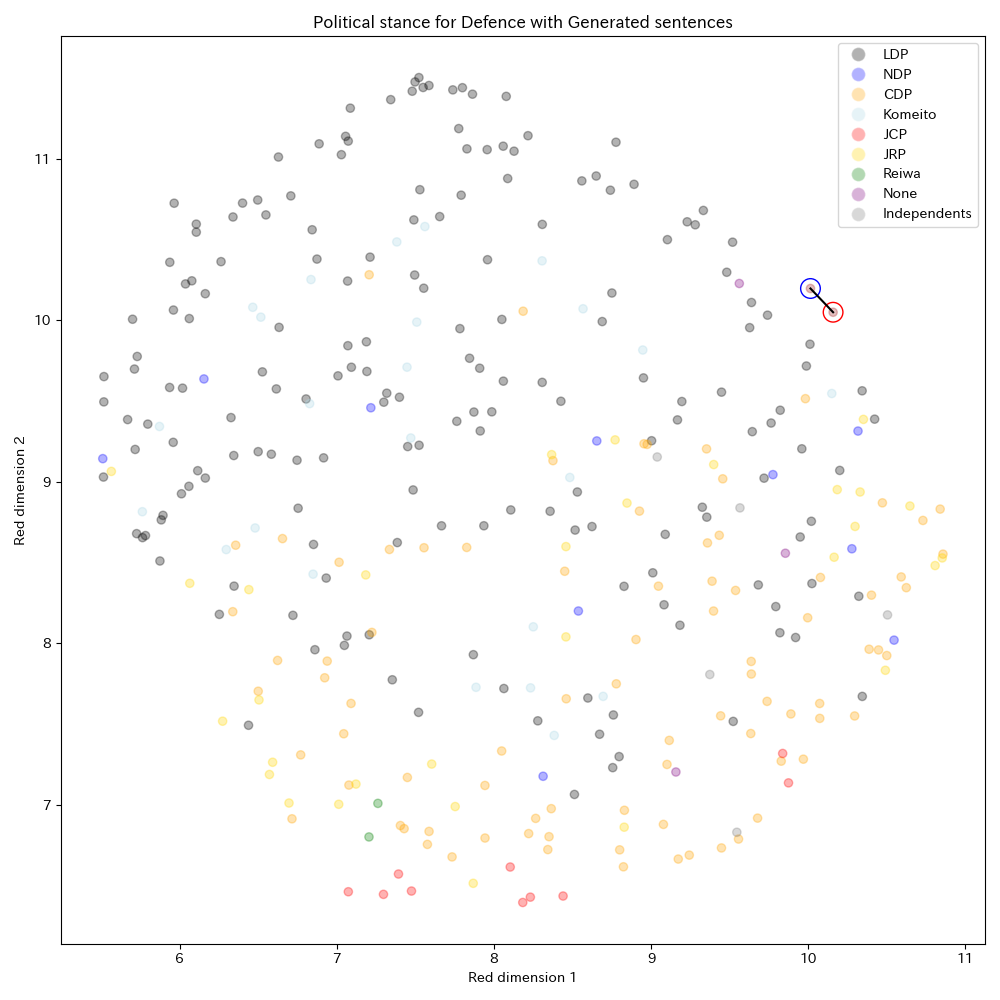 Political stance for Defence with Generated sentences
LDP
NDP
CDP
Komeito
JCP
JRP
Reiwa
None
Independents
11
10
9
8
7
Red dimension 2
6 7 8 9 10 11
Red dimension 1